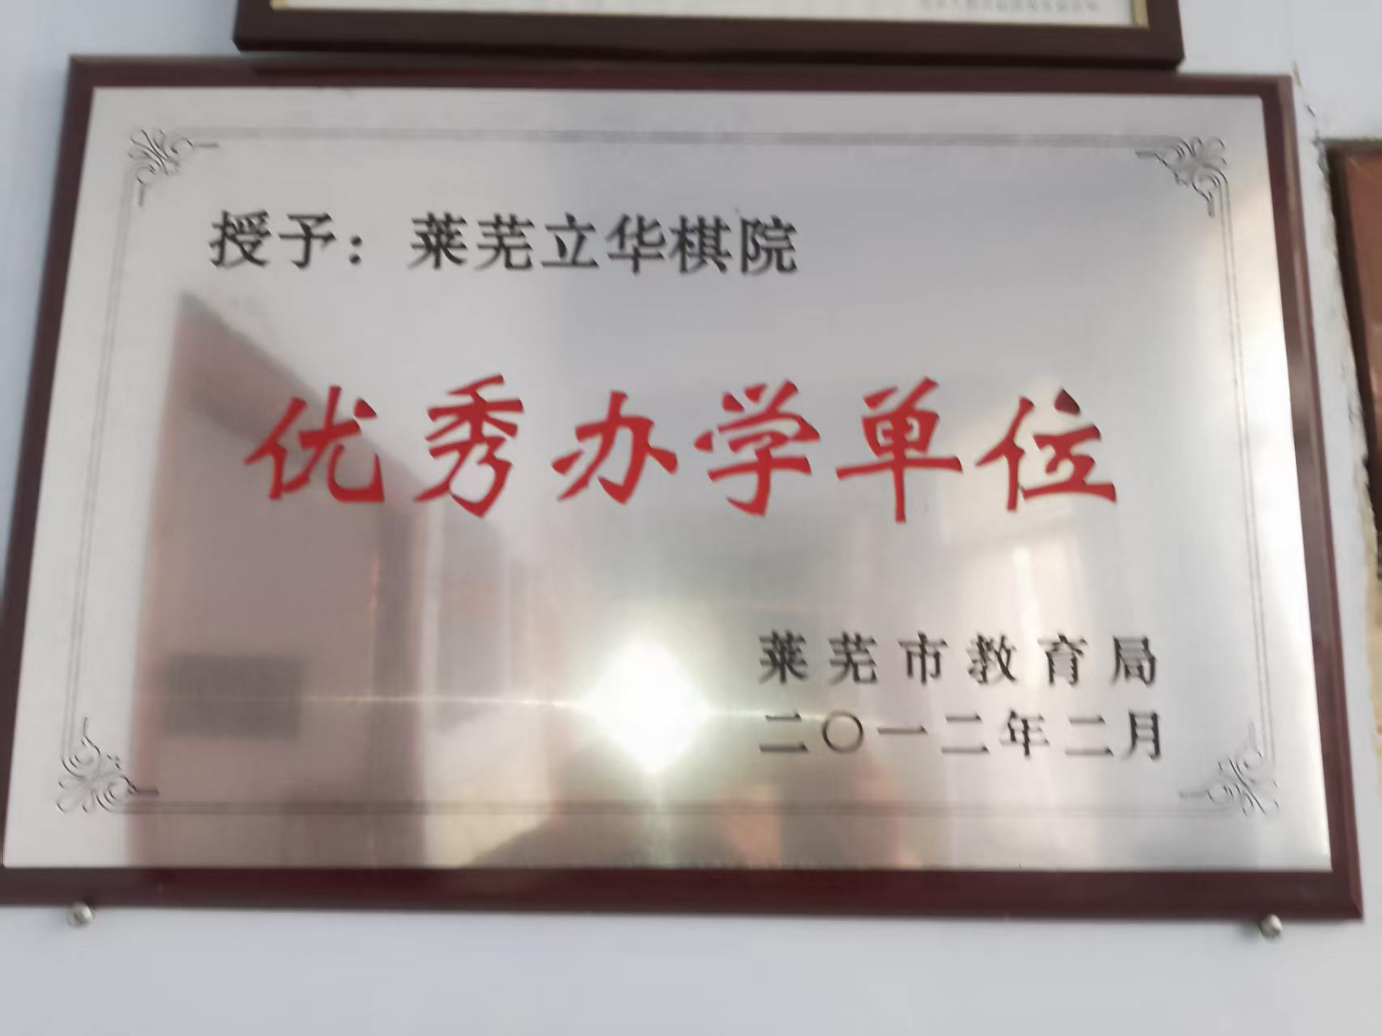 授予：莱芜立华棋院
优秀办学单位
莱芜市教育局
二〇一二年二月